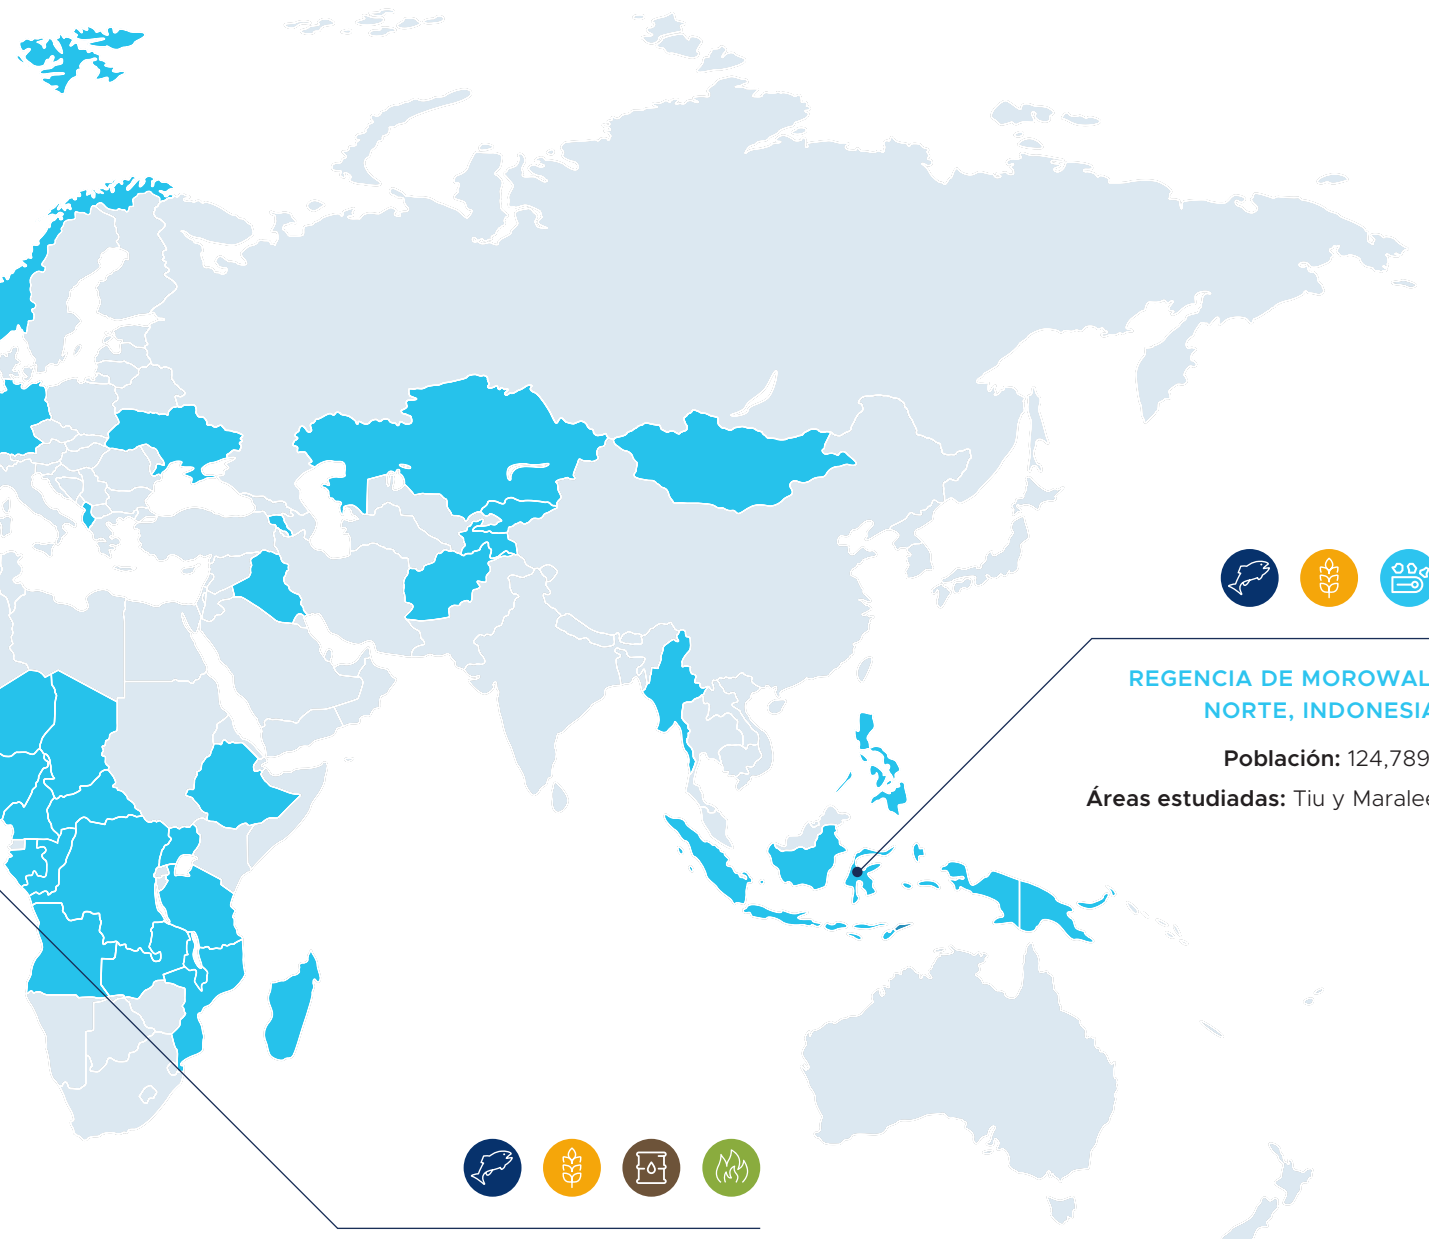 REGENCIA DE MOROWAL
NORTE, INDONESIA
Población: 124,789
Áreas estudiadas: Tiu y Maralee